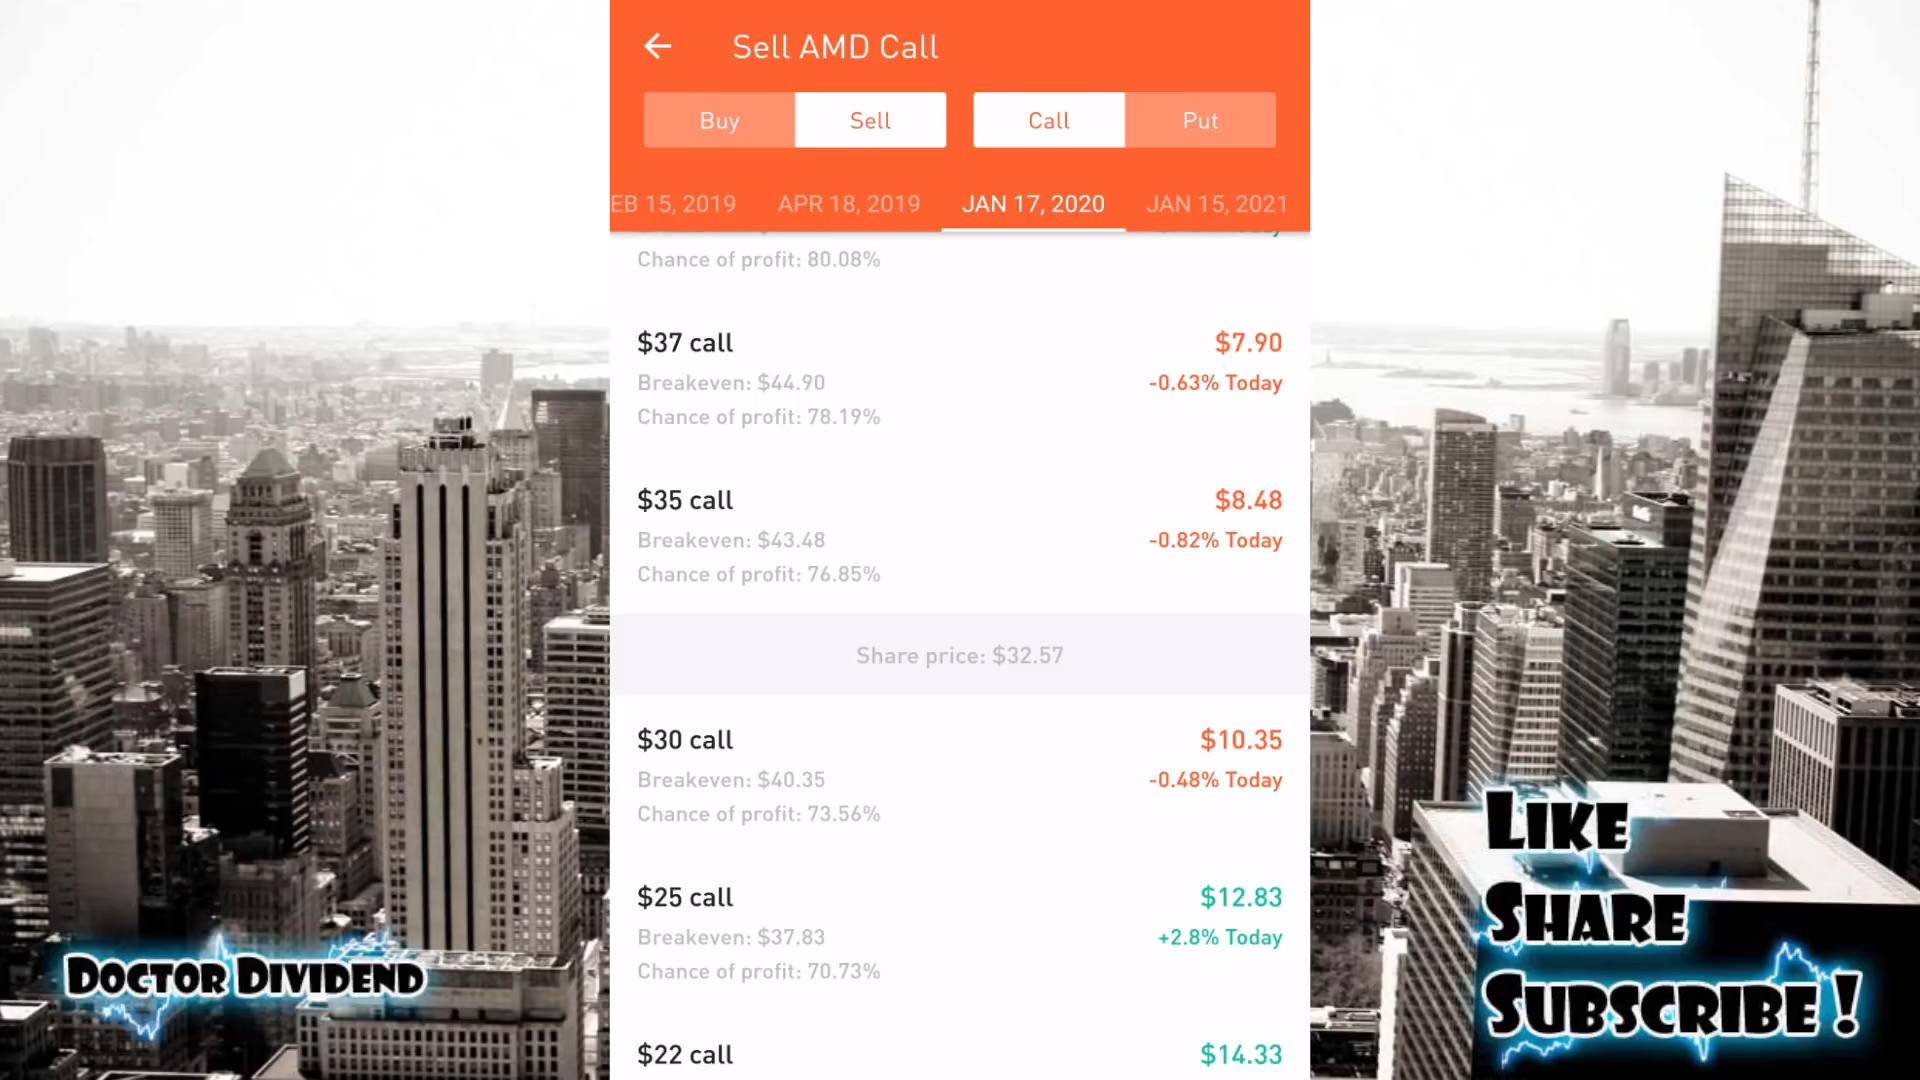 Sell AMD Call
Buy Sell Call Put
EB 15, 2019 APR 18, 2019 JAN 17, 2020 JAN 15, 2021
Chance of profit: 80.08%
$37 call $7.90
Breakeven: $44.90 -0.63% Today
Chance of profit: 78.19%
$35 call $8.48
Breakeven: $43.48 -0.82% Today
Chance of profit: 76.85%
Share price: $32.57
$30 call $10.35
Breakeven: $40.35 -0.48% Today
Chance of profit: 73.56%
$25 call $12.83
Breakeven: $37.83 +2.8% Today
Chance of profit: 70.73%
$22 call $14.33
DOCTOR DIVIDEND
LIKE
SHARE
SUBSCRIBE!